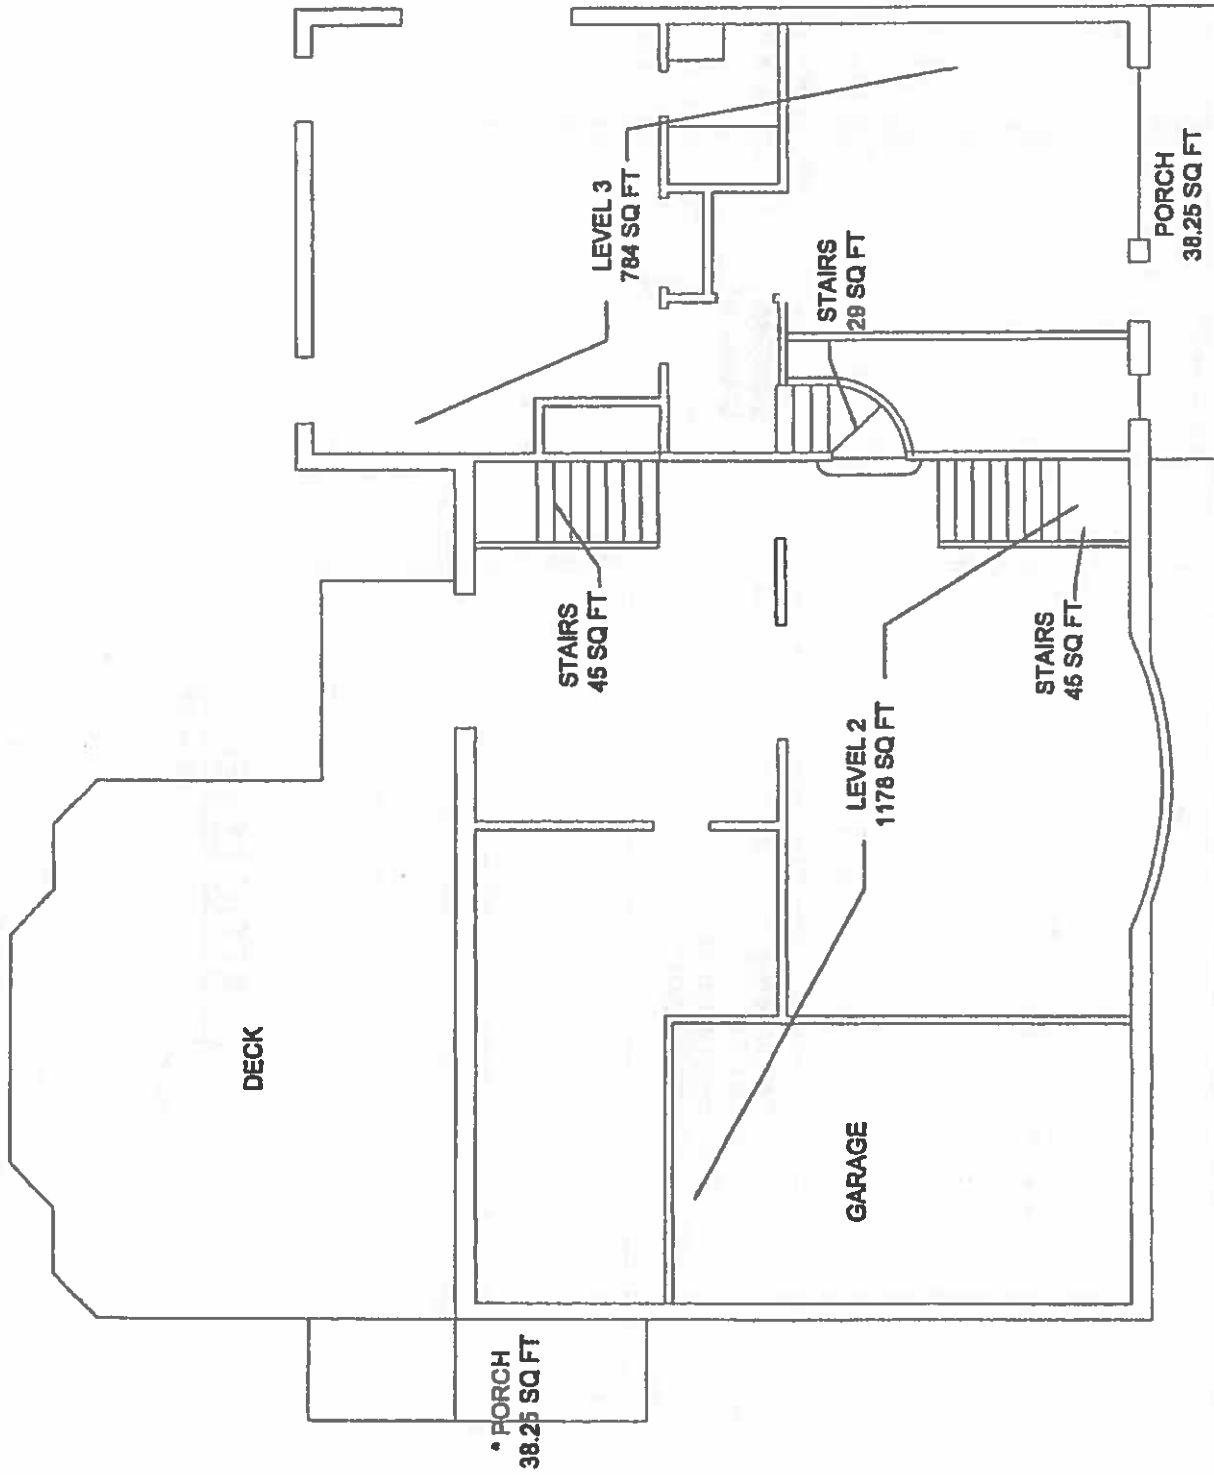 DECK
* PORCH
38.25 SQ FT
STAIRS
45 SQ FT
LEVEL 3
784 SQ FT
GARAGE
LEVEL 2
1178 SQ FT
STAIRS
29 SQ FT
STAIRS
45 SQ FT
PORCH
38.25 SQ FT